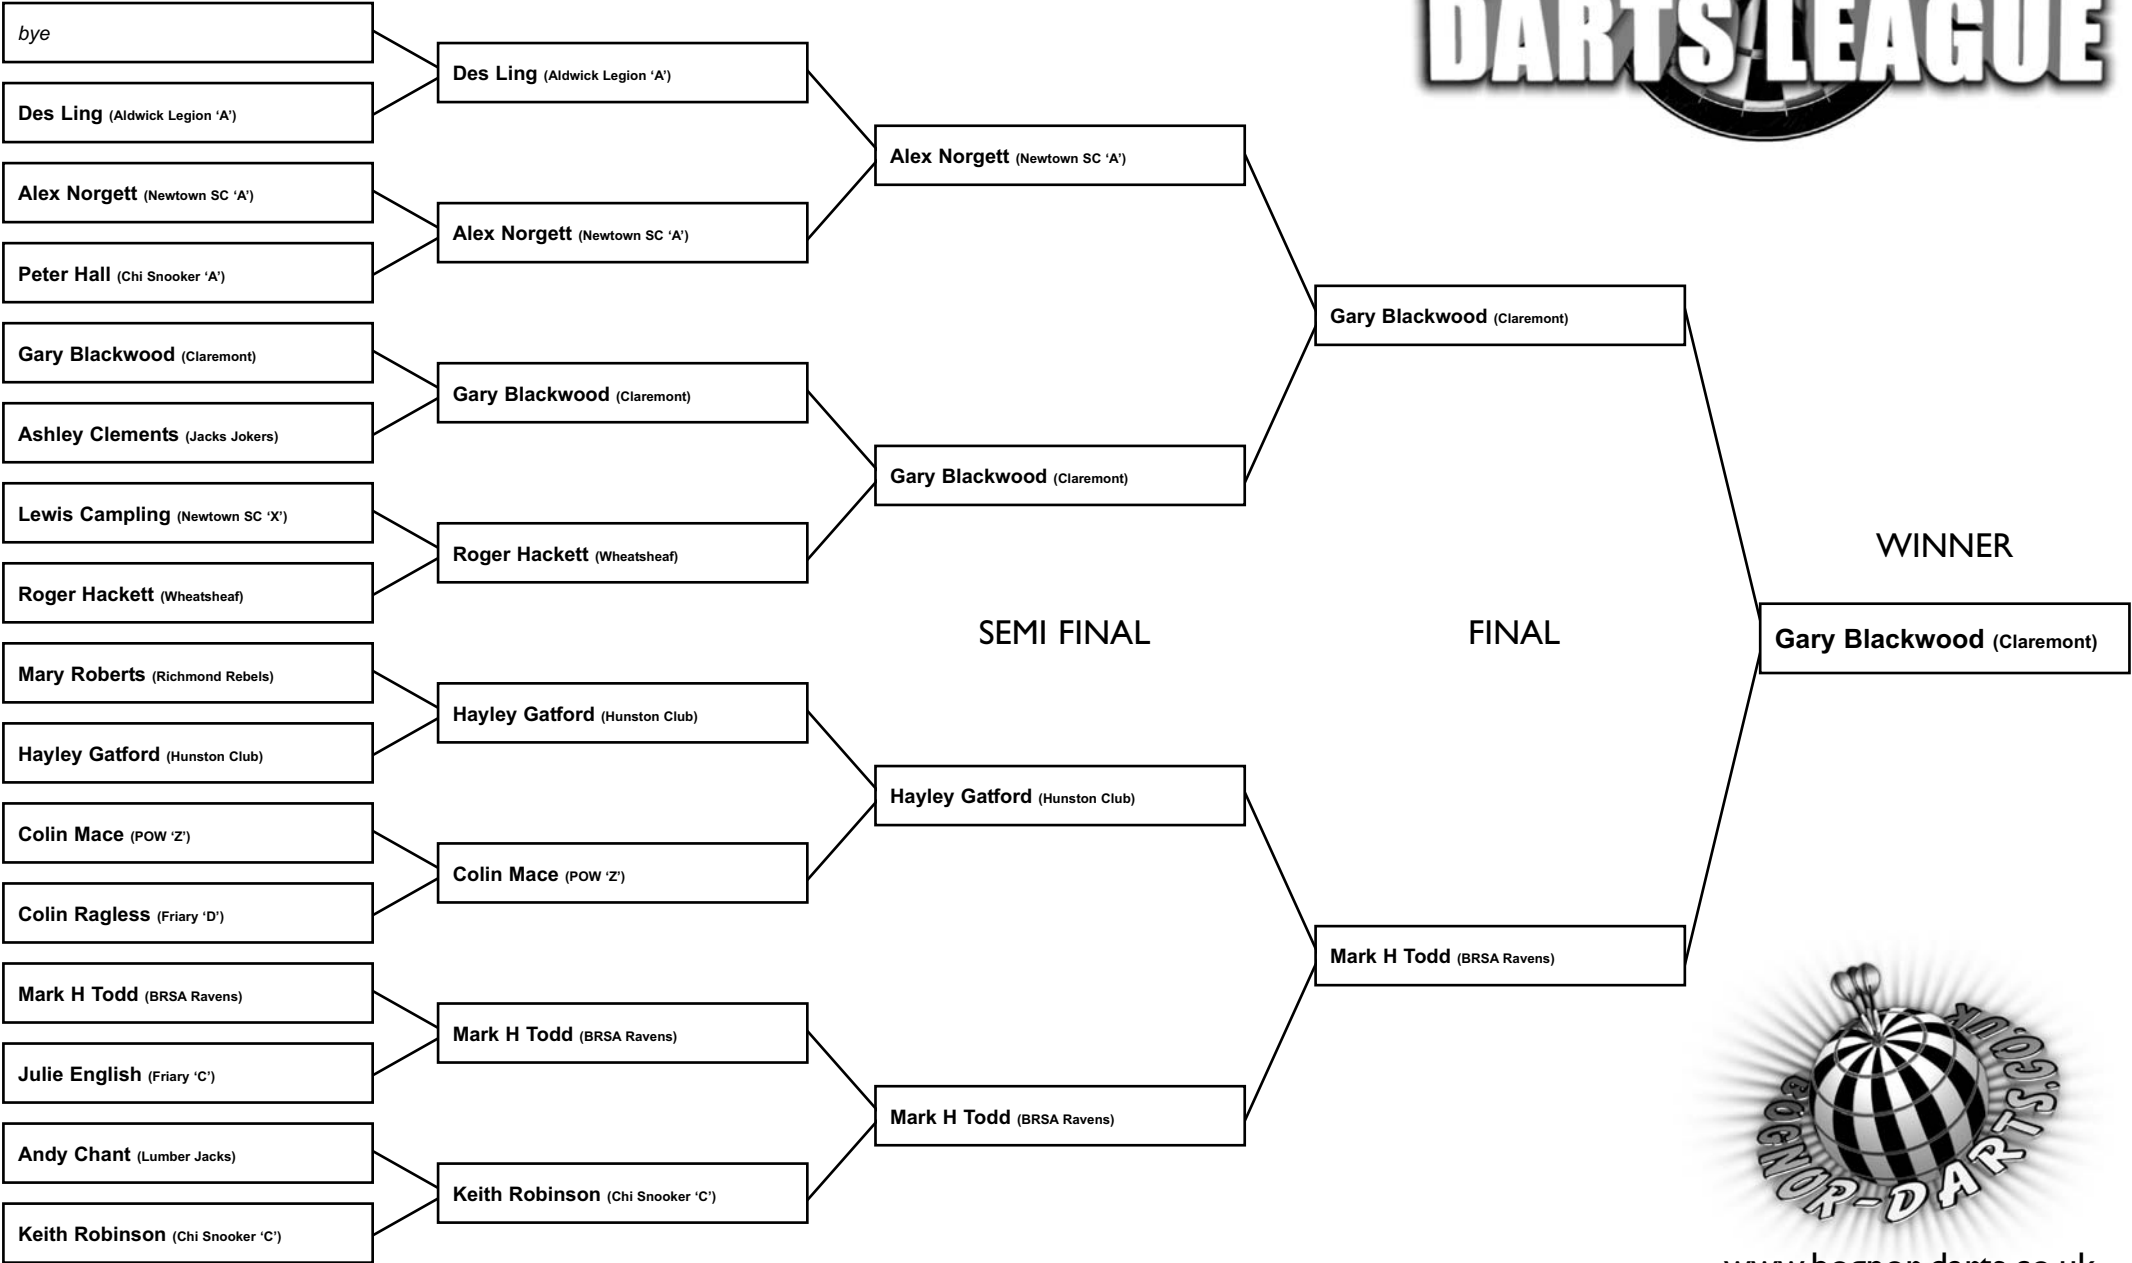 DARTS LEAGUE
bye
Des Ling (Aldwick Legion ‘A’)
Alex Norgett (Newtown SC ‘A’)
Peter Hall (Chi Snooker ‘A’)
Gary Blackwood (Claremont)
Ashley Clements (Jacks Jokers)
Lewis Campling (Newtown SC ‘X’)
Roger Hackett (Wheatsheaf)
Mary Roberts (Richmond Rebels)
Hayley Gatford (Hunston Club)
Colin Mace (POW ‘Z’)
Colin Ragless (Friary ‘D’)
Mark H Todd (BRSA Ravens)
Julie English (Friary ‘C’)
Andy Chant (Lumber Jacks)
Keith Robinson (Chi Snooker ‘C’)
Des Ling (Aldwick Legion ‘A’)
Alex Norgett (Newtown SC ‘A’)
Gary Blackwood (Claremont)
Roger Hackett (Wheatsheaf)
Hayley Gatford (Hunston Club)
Colin Mace (POW ‘Z’)
Mark H Todd (BRSA Ravens)
Keith Robinson (Chi Snooker ‘C’)
Alex Norgett (Newtown SC ‘A’)
Gary Blackwood (Claremont)
SEMI FINAL
Hayley Gatford (Hunston Club)
Mark H Todd (BRSA Ravens)
Gary Blackwood (Claremont)
FINAL
Mark H Todd (BRSA Ravens)
WINNER
Gary Blackwood (Claremont)
BOGNOR-DARTS.CO.UK
www.bognor-darts.co.uk